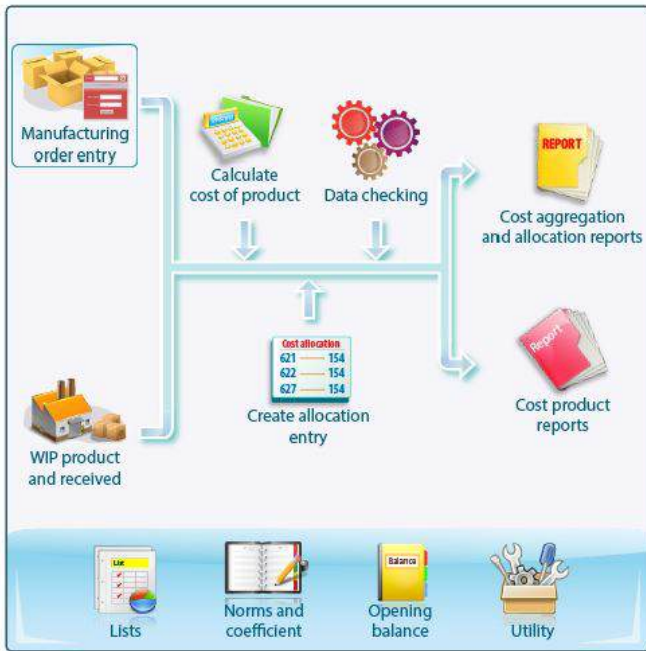 Manufacturing
order entry
Calculate
cost of product
Data checking
REPORT
Cost aggregation
and allocation reports
Cost allocation
621 154
622 154
627 154
Create allocation
entry
Report
Cost product
reports
WIP product
and received
List
Lists
Norms and
coefficient
Balance
Opening
balance
Utility